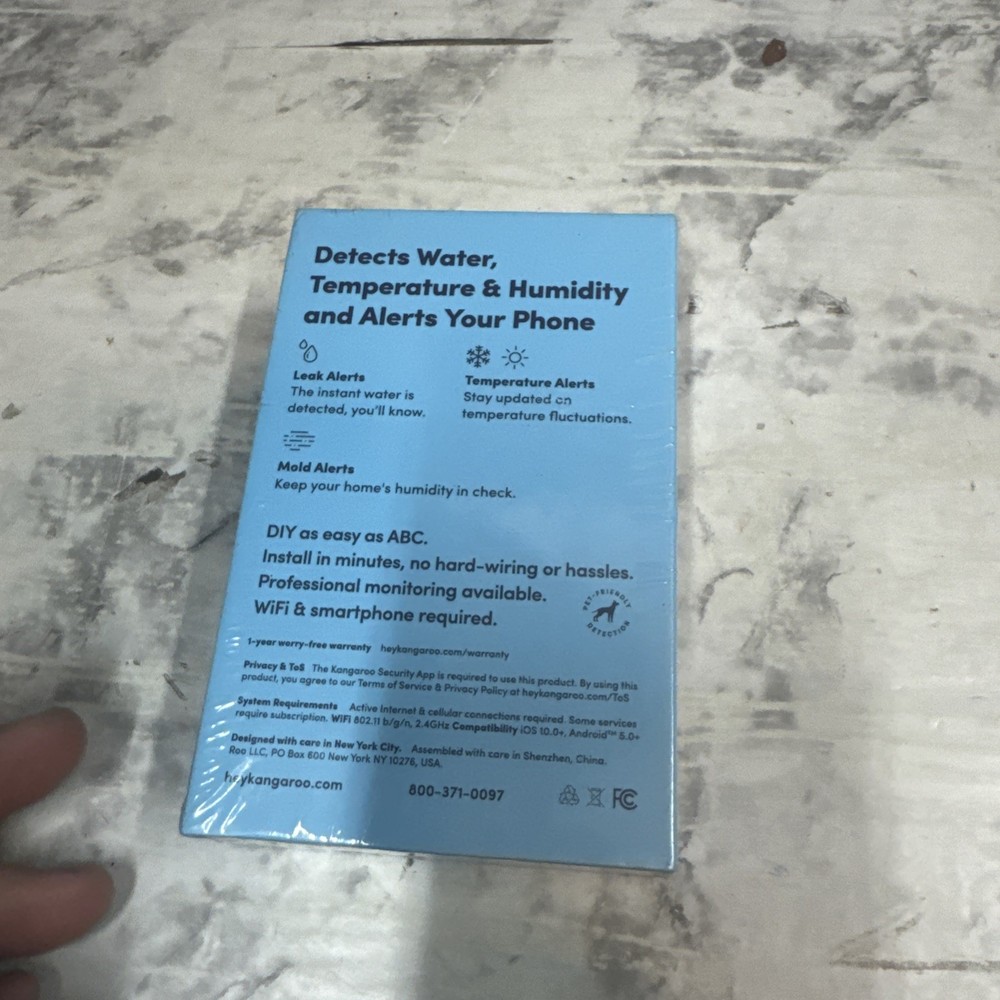 Detects Water,
Temperature & Humidity
and Alerts Your Phone
Leak Alerts
The instant water is
detected, you'll know.
Temperature Alerts
Stay updated on
temperature fluctuations.
Mold Alerts
Keep your home's humidity in check.
DIY as easy as ABC.
Install in minutes, no hard-wiring or hassles.
Professional monitoring available.
WiFi & smartphone required.
PET-FRIENDLY
DETECTION
1-year worry-free warranty heykangaroo.com/warranty
Privacy & ToS The Kangaroo Security App is required to use this product. By using this
product, you agree to our Terms of Service & Privacy Policy at heykangaroo.com/ToS
System Requirements Active Internet & cellular connections required. Some services
require subscription. WiFi 802.11 b/g/n, 2.4GHz Compatibility iOS 10.0+, Android™ 5.0+
Designed with care in New York City. Assembled with care in Shenzhen, China.
Roo LLC, PO Box 600 New York NY 10276, USA.
heykangaroo.com
800-371-0097
FC